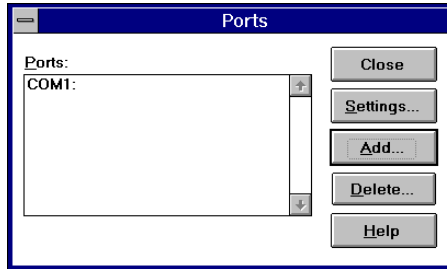 Ports
Ports:
COM1:
Close
Settings...
Add...
Delete...
Help